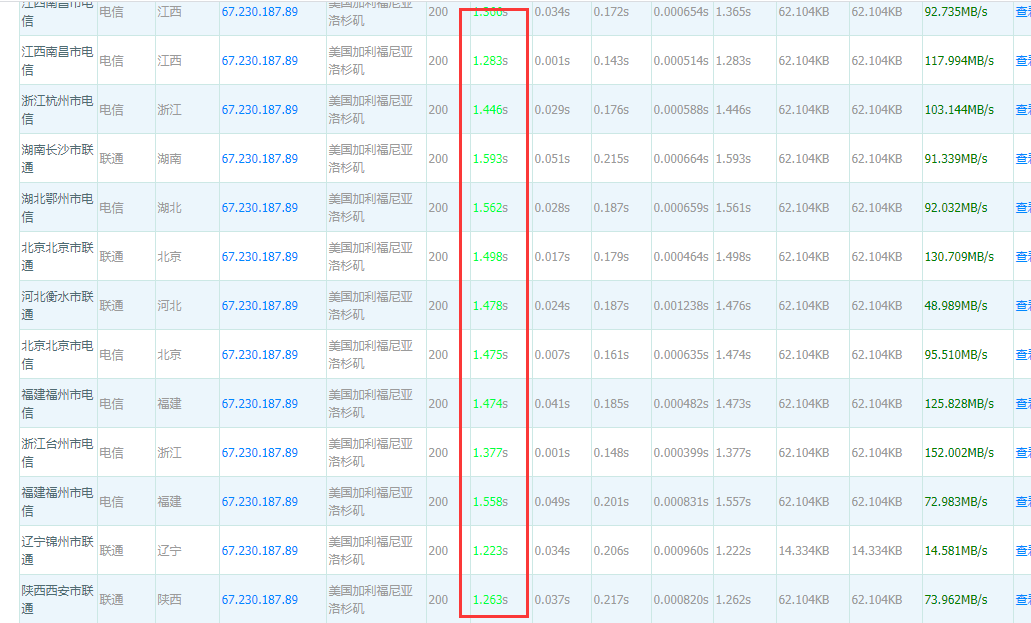 江西南昌市电信 电信 江西 67.230.187.89 美国加利福尼亚洛杉矶 200 0.034s 0.172s 0.000654s 1.365s 62.104KB 62.104KB 92.735MB/s
江西南昌市电信 电信 江西 67.230.187.89 美国加利福尼亚洛杉矶 200 1.283s 0.001s 0.143s 0.000514s 1.283s 62.104KB 62.104KB 117.994MB/s 查
浙江杭州市电信 电信 浙江 67.230.187.89 美国加利福尼亚洛杉矶 200 1.446s 0.029s 0.176s 0.000588s 1.446s 62.104KB 62.104KB 103.144MB/s 查
湖南长沙市联通 联通 湖南 67.230.187.89 美国加利福尼亚洛杉矶 200 1.593s 0.051s 0.215s 0.000664s 1.593s 62.104KB 62.104KB 91.339MB/s 查
湖北鄂州市电信 电信 湖北 67.230.187.89 美国加利福尼亚洛杉矶 200 1.562s 0.028s 0.187s 0.000659s 1.561s 62.104KB 62.104KB 92.032MB/s 查
北京北京市联通 联通 北京 67.230.187.89 美国加利福尼亚洛杉矶 200 1.498s 0.017s 0.179s 0.000464s 1.498s 62.104KB 62.104KB 130.709MB/s 查
河北衡水市联通 联通 河北 67.230.187.89 美国加利福尼亚洛杉矶 200 1.478s 0.024s 0.187s 0.001238s 1.476s 62.104KB 62.104KB 48.989MB/s 查
北京北京市电信 电信 北京 67.230.187.89 美国加利福尼亚洛杉矶 200 1.475s 0.007s 0.161s 0.000635s 1.474s 62.104KB 62.104KB 95.510MB/s 查
福建福州市电信 电信 福建 67.230.187.89 美国加利福尼亚洛杉矶 200 1.474s 0.041s 0.185s 0.000482s 1.473s 62.104KB 62.104KB 125.828MB/s 查
浙江台州市电信 电信 浙江 67.230.187.89 美国加利福尼亚洛杉矶 200 1.377s 0.001s 0.148s 0.000399s 1.377s 62.104KB 62.104KB 152.002MB/s 查
福建福州市电信 电信 福建 67.230.187.89 美国加利福尼亚洛杉矶 200 1.558s 0.049s 0.201s 0.000831s 1.557s 62.104KB 62.104KB 72.983MB/s 查
辽宁锦州市联通 联通 辽宁 67.230.187.89 美国加利福尼亚洛杉矶 200 1.223s 0.034s 0.206s 0.000960s 1.222s 14.334KB 14.334KB 14.581MB/s 查
陕西西安市联通 联通 陕西 67.230.187.89 美国加利福尼亚洛杉矶 200 1.263s 0.037s 0.217s 0.000820s 1.262s 62.104KB 62.104KB 73.962MB/s 查